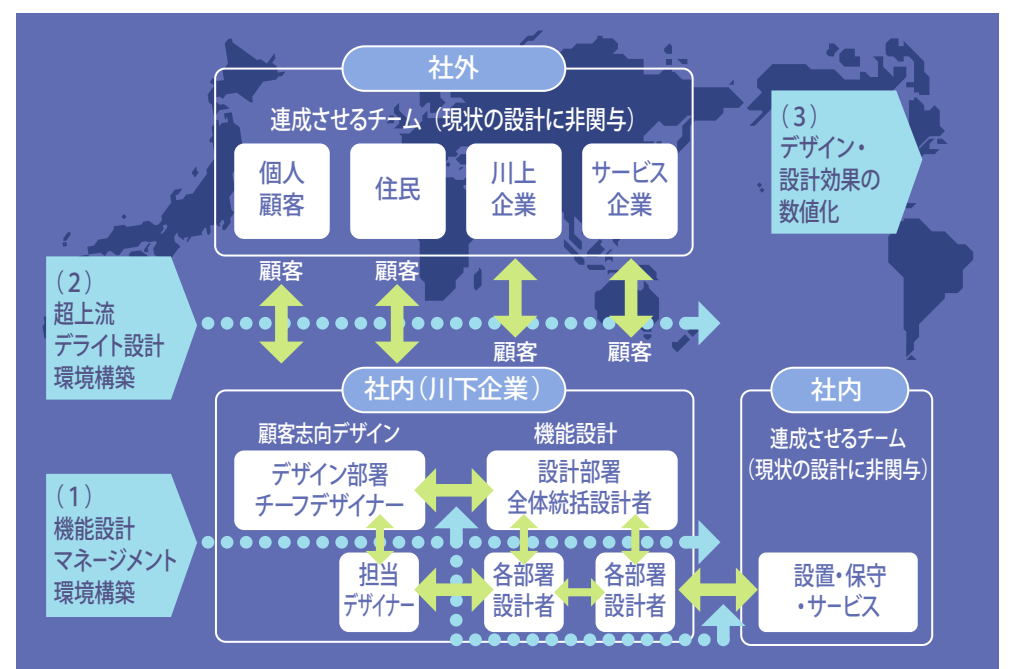 社外
連成させるチーム（現状の設計に非関与）
個人
顧客
住民
川上
企業
サービス
企業
（3）
デザイン・
設計効果の
数値化
顧客
顧客
顧客
顧客
（2）
超上流
デライト設計
環境構築
社内（川下企業）
顧客志向デザイン
機能設計
デザイン部署
チーフデザイナー
設計部署
全体統括設計者
担当
デザイナー
各部署
設計者
各部署
設計者
社内
連成させるチーム
（現状の設計に非関与）
設置・保守
・サービス
（1）
機能設計
マネージメント
環境構築